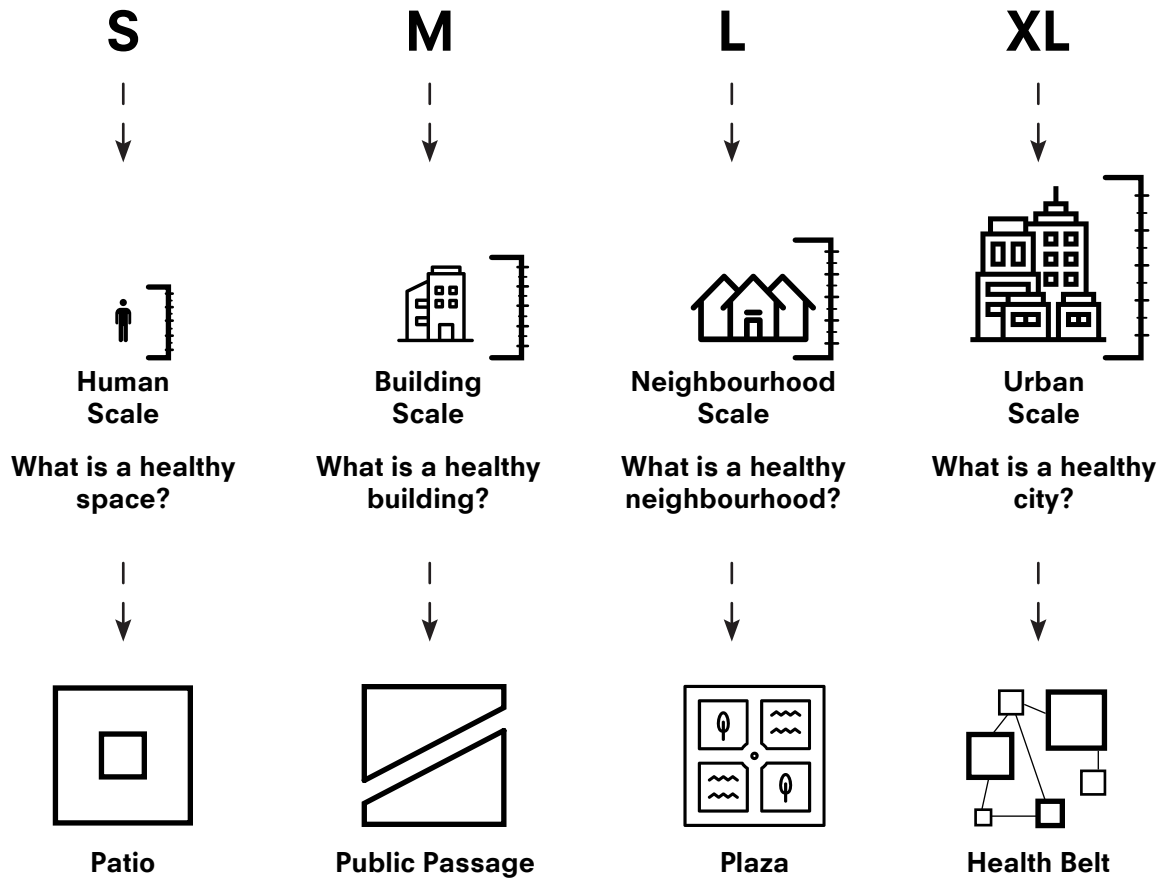 S
M
L
XL
Human
Scale
Building
Scale
Neighbourhood
Scale
Urban
Scale
What is a healthy
space?
What is a healthy
building?
What is a healthy
neighbourhood?
What is a healthy
city?
Patio
Public Passage
Plaza
Health Belt